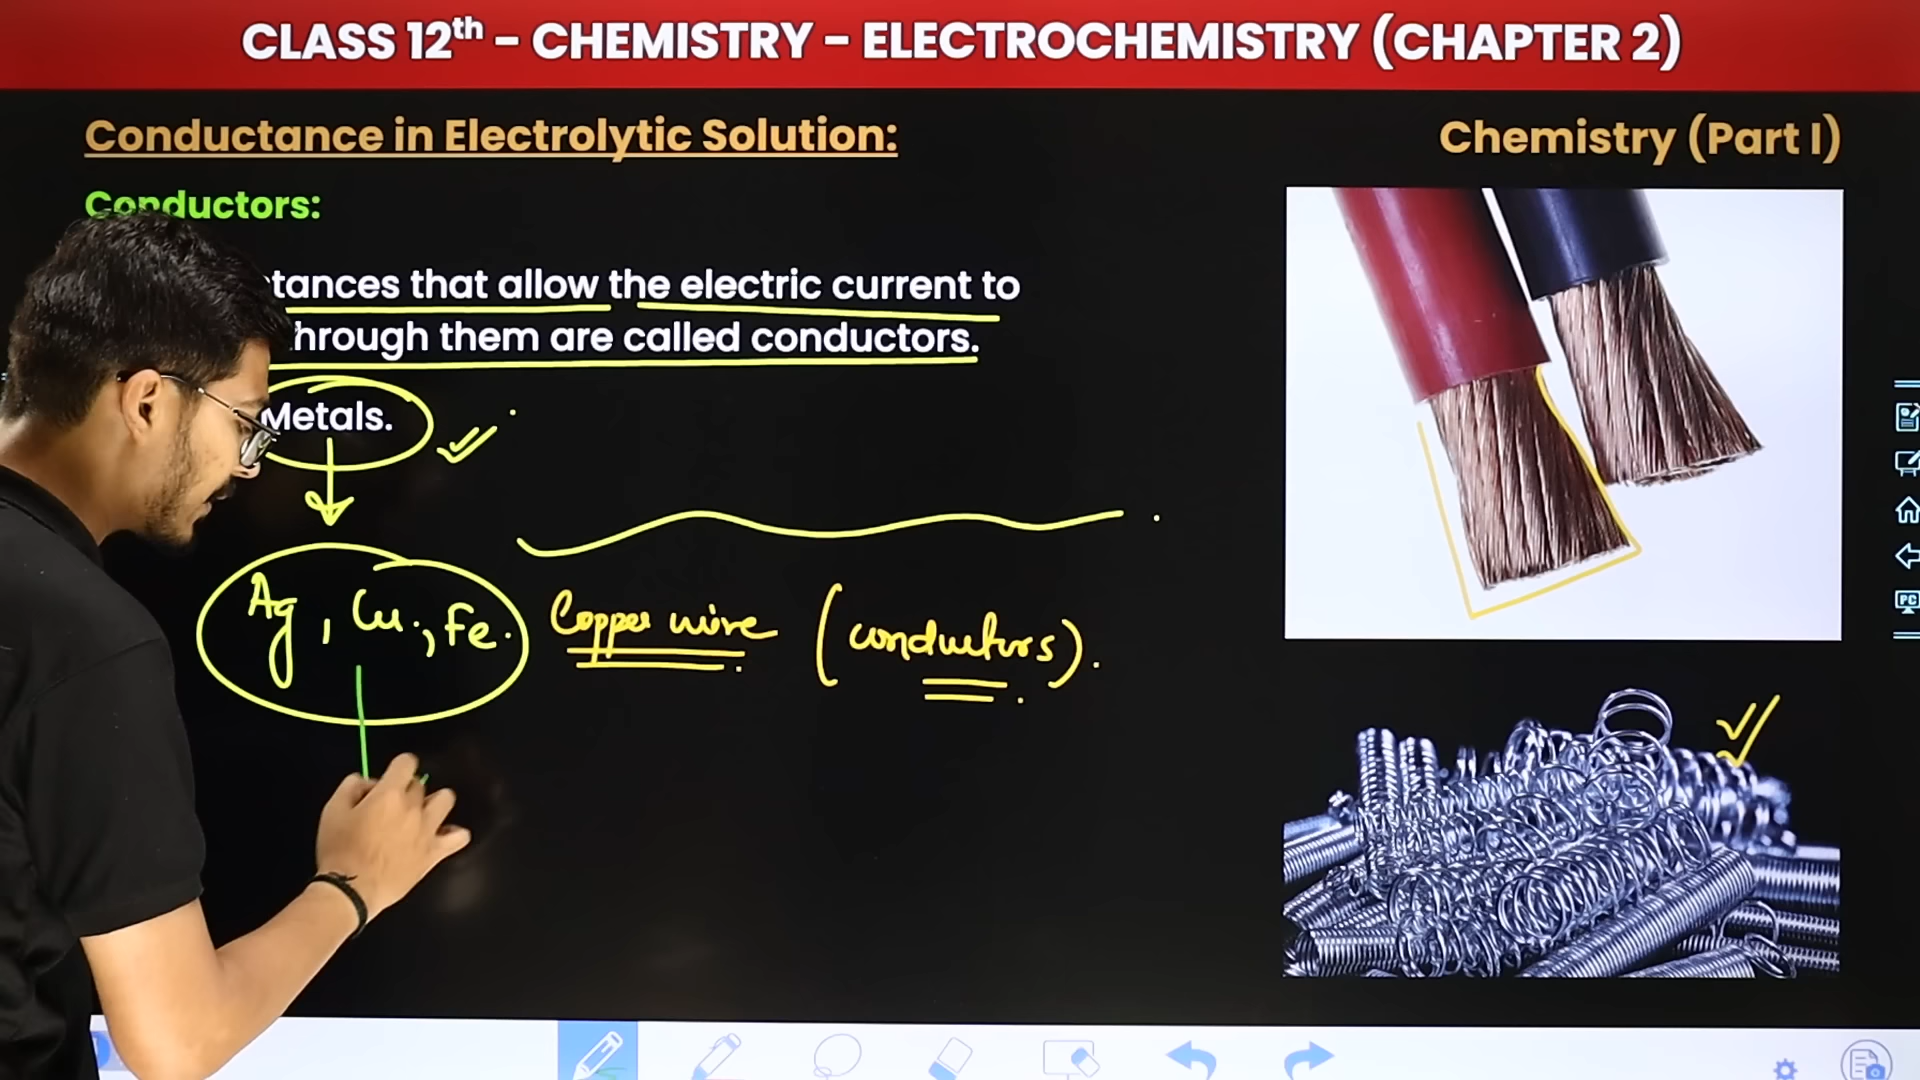 CLASS 12th - CHEMISTRY - ELECTROCHEMISTRY (CHAPTER 2)
Conductance in Electrolytic Solution:
Chemistry (Part I)
Conductors:
tances that allow the electric current to
hrough them are called conductors.
Metals.
Ag, Cu., Fe.
Copper wire (conductors).
PC